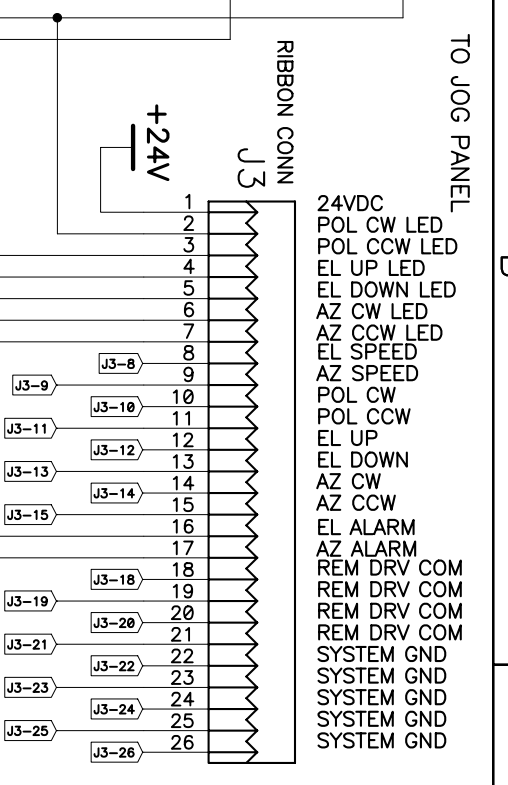 TO JOG PANEL
RIBBON CONN
J3
+24V
1 24VDC
2 POL CW LED
3 POL CCW LED
4 EL UP LED
5 EL DOWN LED
6 AZ CW LED
7 AZ CCW LED
J3-8 8 EL SPEED
J3-9 9 AZ SPEED
J3-10 10 POL CW
J3-11 11 POL CCW
J3-12 12 EL UP
J3-13 13 EL DOWN
J3-14 14 AZ CW
J3-15 15 AZ CCW
16 EL ALARM
17 AZ ALARM
J3-18 18 REM DRV COM
J3-19 19 REM DRV COM
J3-20 20 REM DRV COM
J3-21 21 REM DRV COM
J3-22 22 SYSTEM GND
J3-23 23 SYSTEM GND
J3-24 24 SYSTEM GND
J3-25 25 SYSTEM GND
J3-26 26 SYSTEM GND